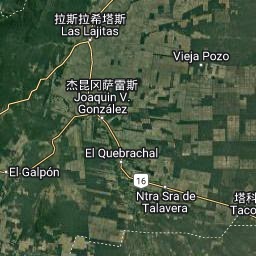 拉斯拉希塔斯
Las Lajitas
Vieja Pozo
杰昆冈萨雷斯
Joaquín V.
González
El Quebrachal
El Galpón
16
Ntra Sra de
Talavera
塔科
Taco